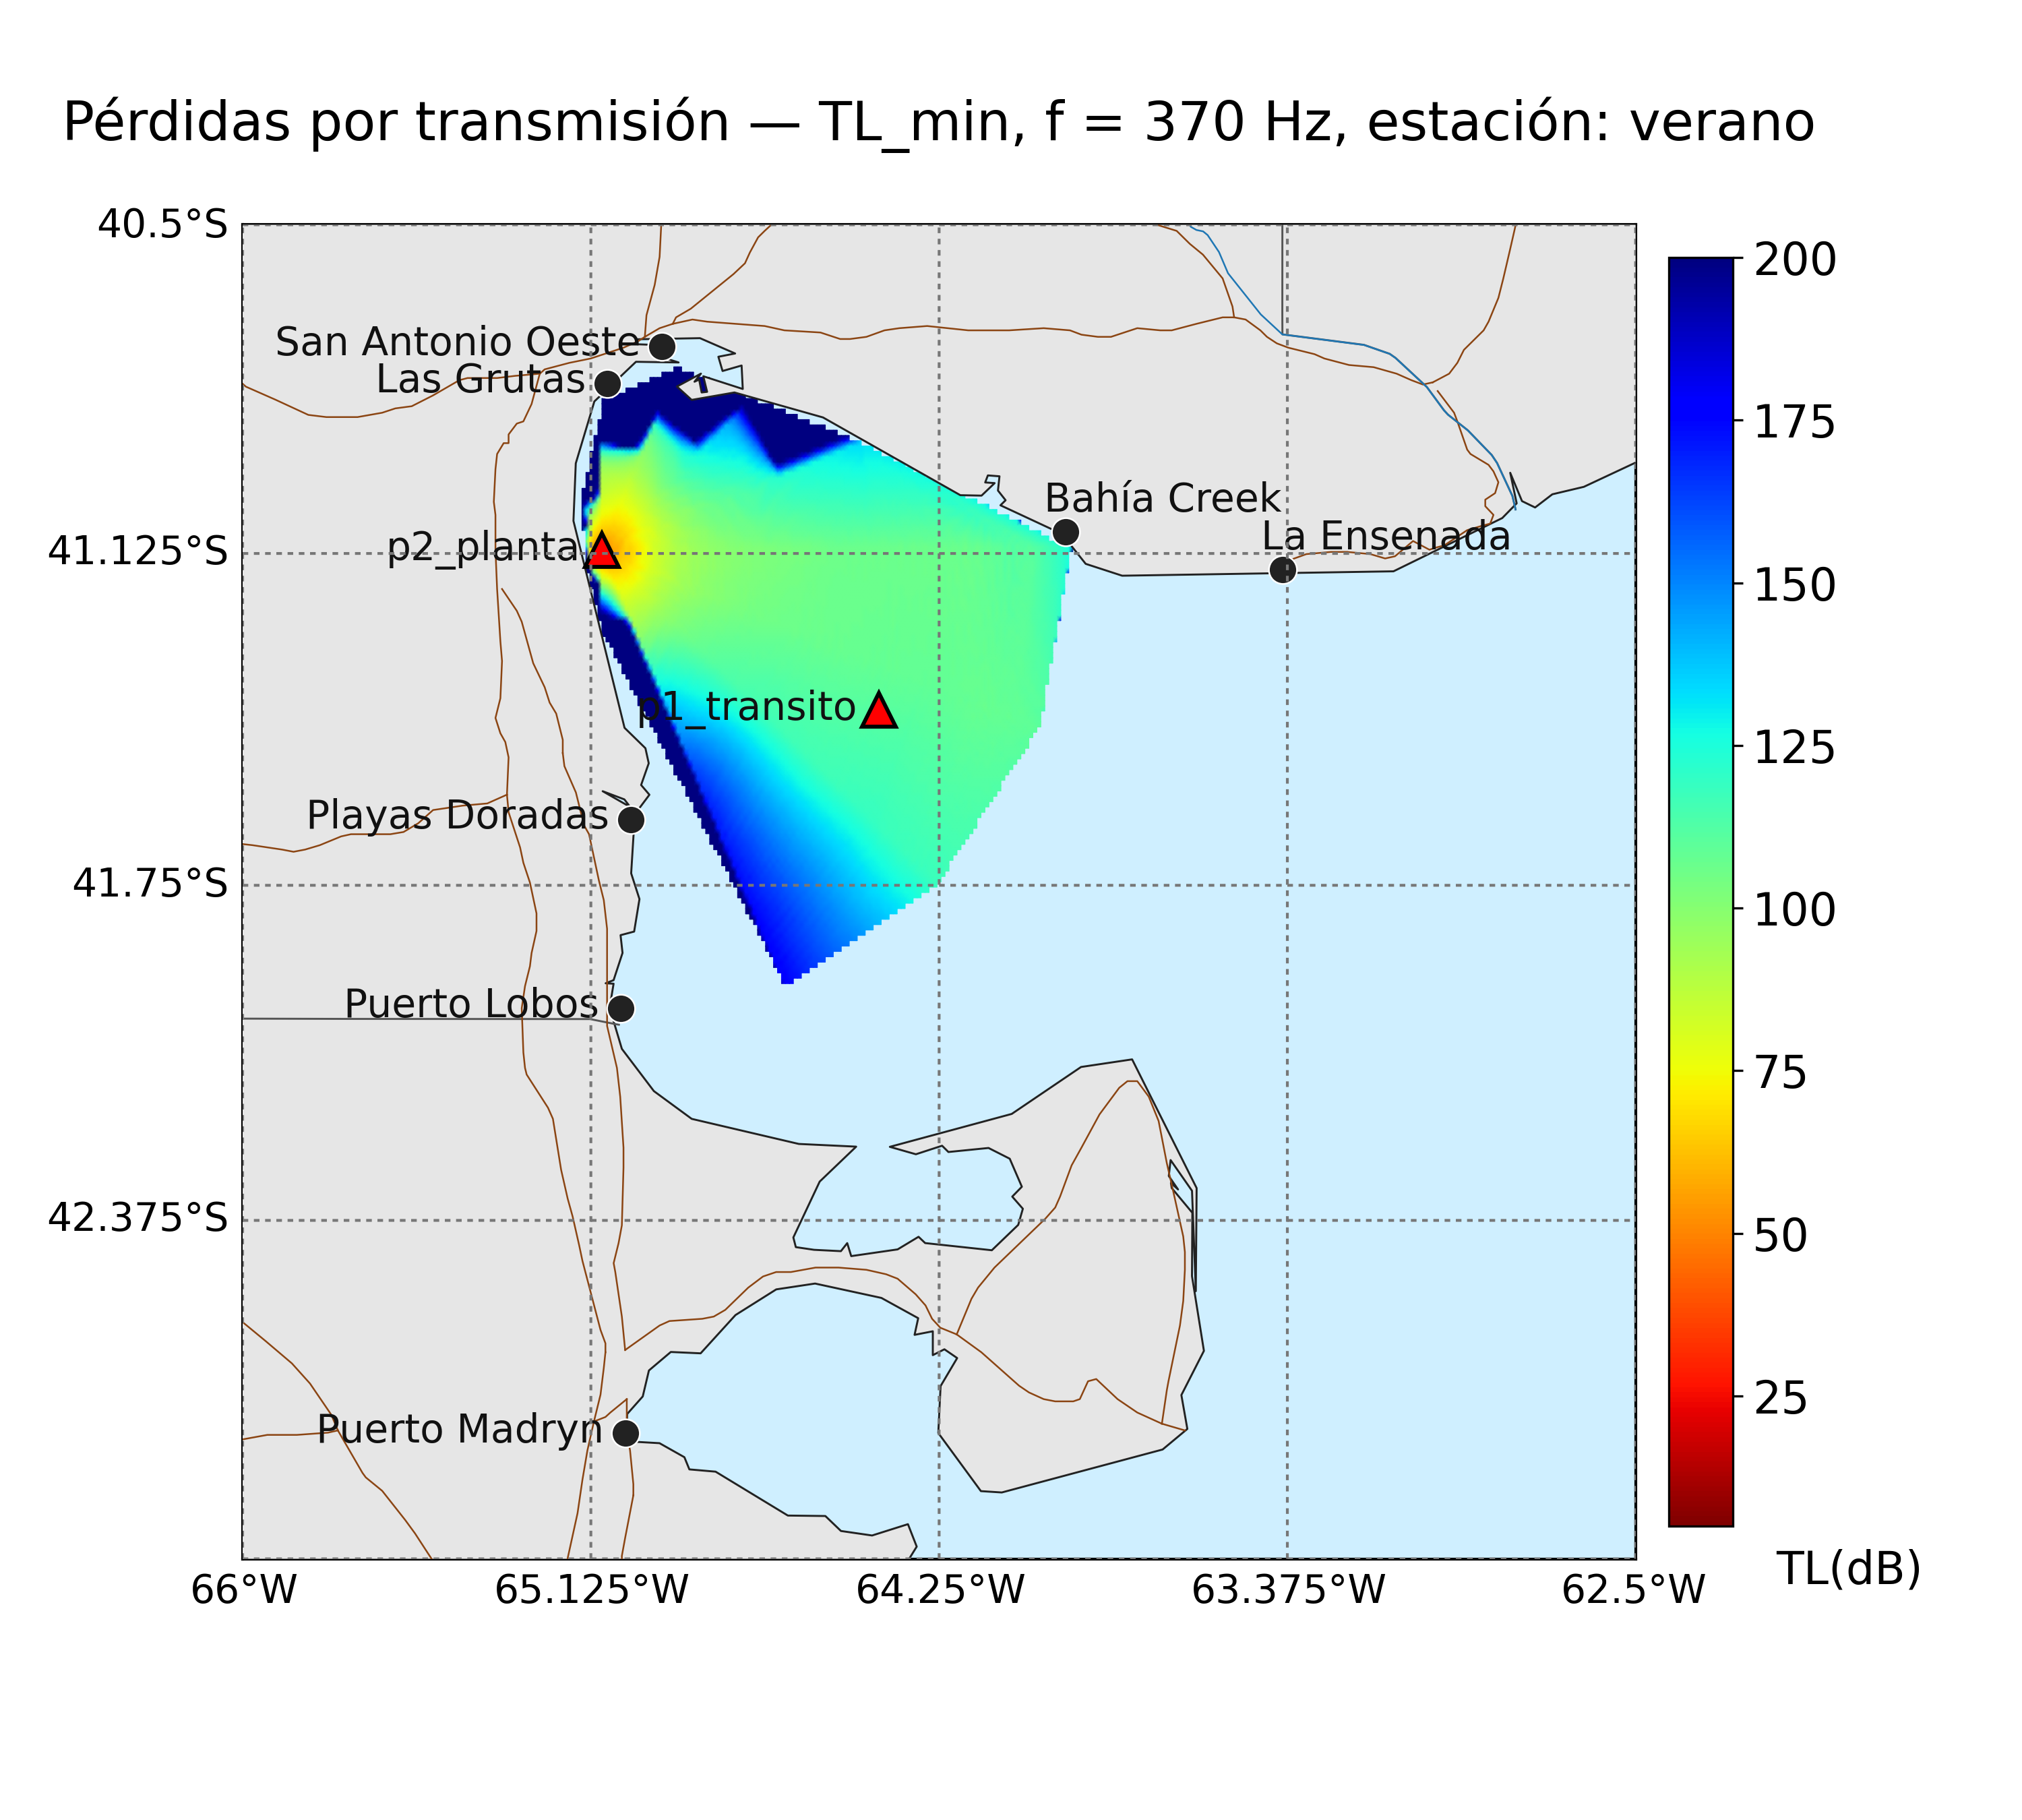 Pérdidas por transmisión — TL_min, f = 370 Hz, estación: verano
40.5°S
200
San Antonio Oeste
Las Grutas
175
Bahía Creek
La Ensenada
p2_planta
41.125°S
150
p1_transito
125
Playas Doradas
41.75°S
100
Puerto Lobos
75
42.375°S
50
25
Puerto Madryn
TL(dB)
66°W 65.125°W 64.25°W 63.375°W 62.5°W